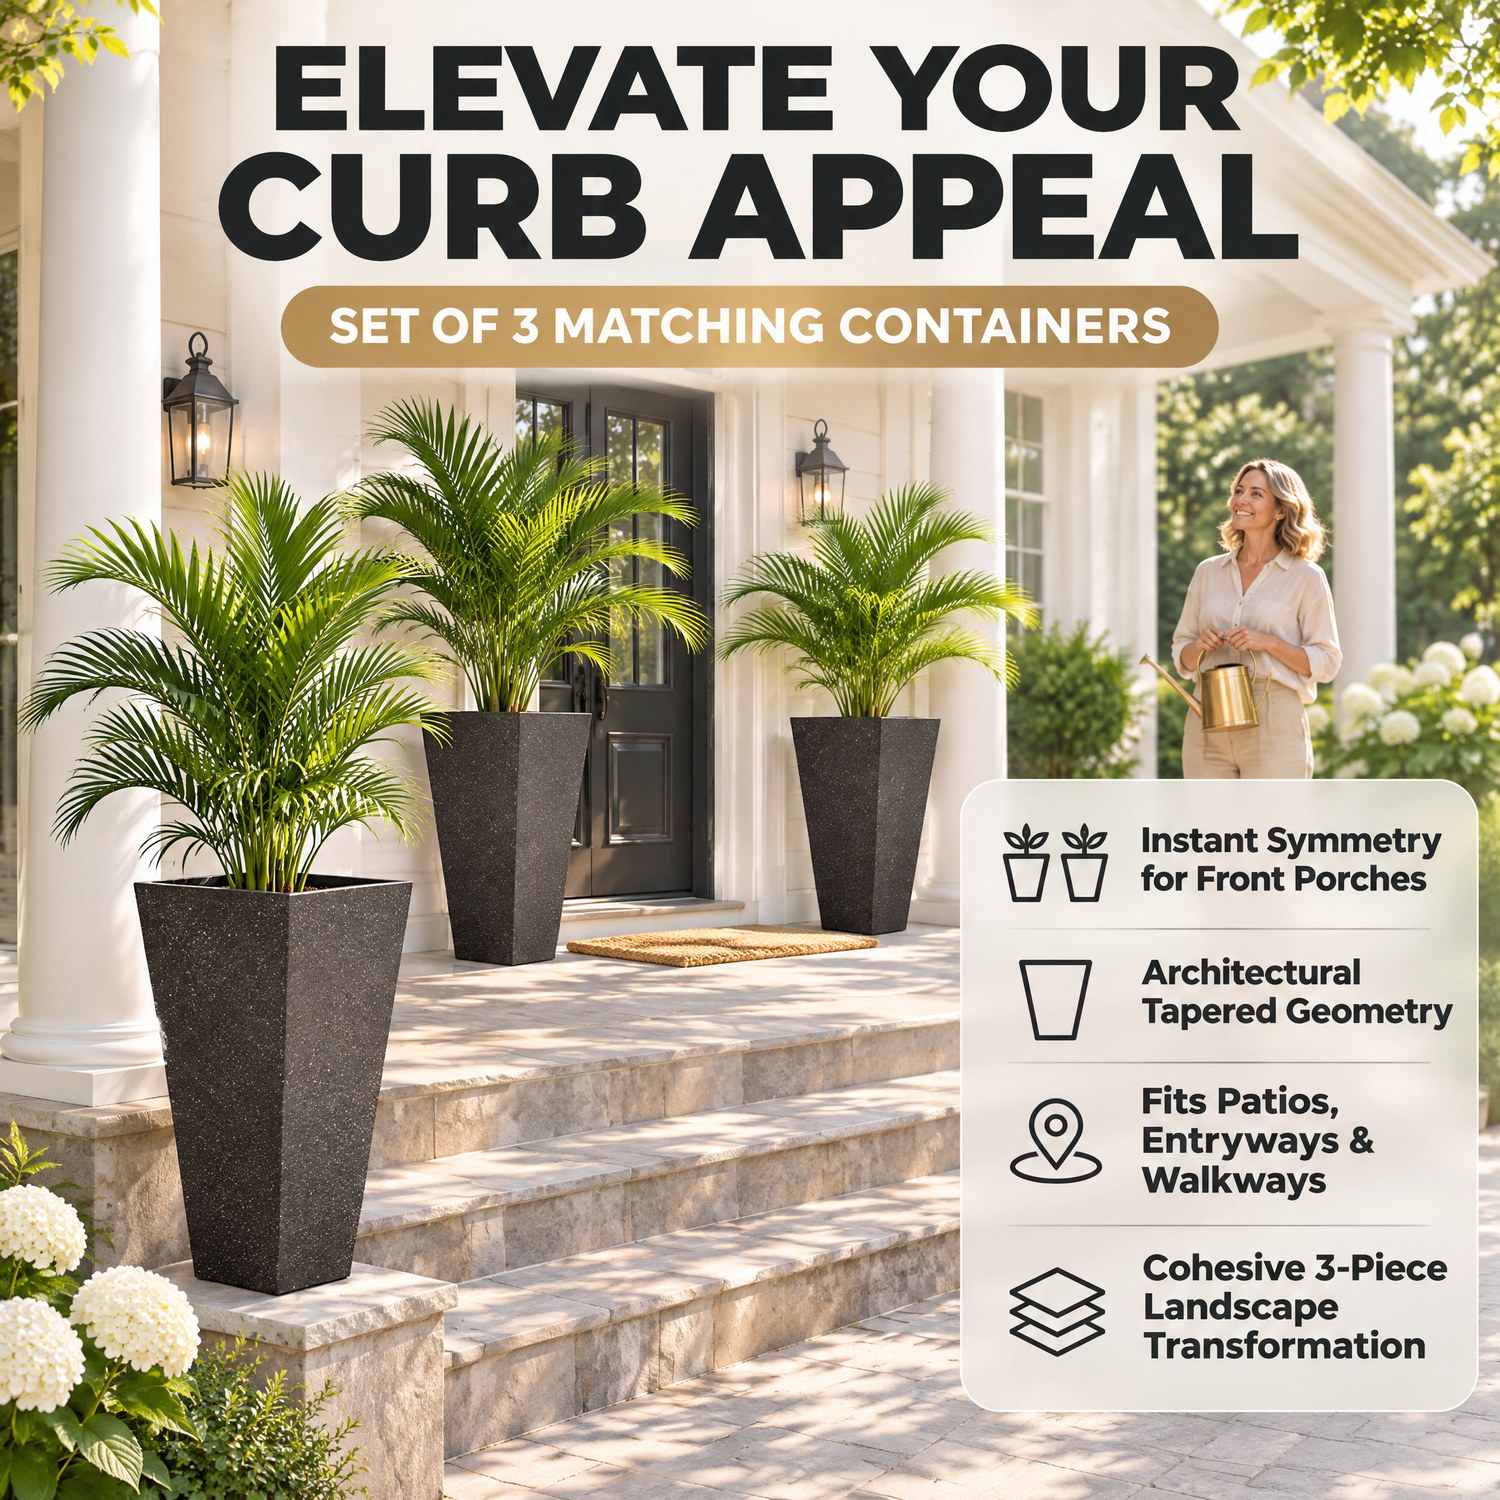 ELEVATE YOUR
CURB APPEAL
SET OF 3 MATCHING CONTAINERS
Instant Symmetry
for Front Porches
Architectural
Tapered Geometry
Fits Patios,
Entryways &
Walkways
Cohesive 3-Piece
Landscape
Transformation